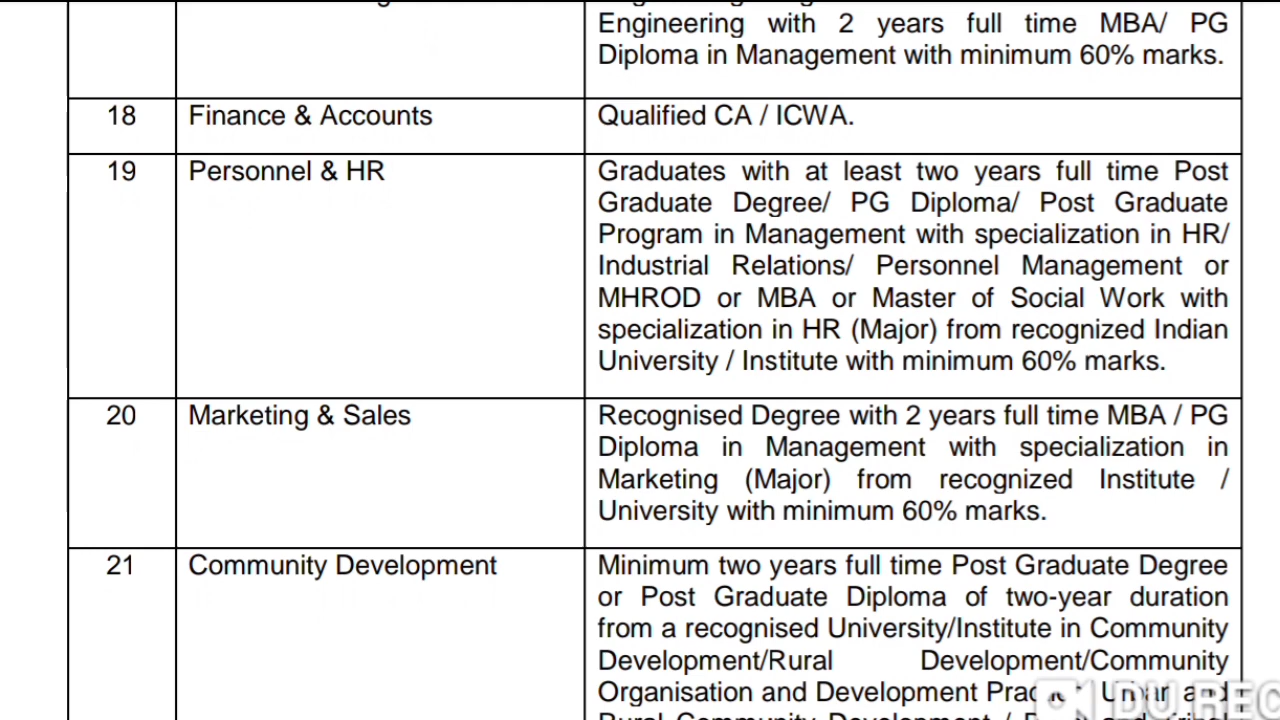 Engineering with 2 years full time MBA/ PG
Diploma in Management with minimum 60% marks.
18 Finance & Accounts Qualified CA / ICWA.
19 Personnel & HR Graduates with at least two years full time Post
Graduate Degree/ PG Diploma/ Post Graduate
Program in Management with specialization in HR/
Industrial Relations/ Personnel Management or
MHROD or MBA or Master of Social Work with
specialization in HR (Major) from recognized Indian
University / Institute with minimum 60% marks.
20 Marketing & Sales Recognised Degree with 2 years full time MBA / PG
Diploma in Management with specialization in
Marketing (Major) from recognized Institute /
University with minimum 60% marks.
21 Community Development Minimum two years full time Post Graduate Degree
or Post Graduate Diploma of two-year duration
from a recognised University/Institute in Community
Development/Rural Development/Community
Organisation and Development Urban and
Rural Community Development /
DU REC